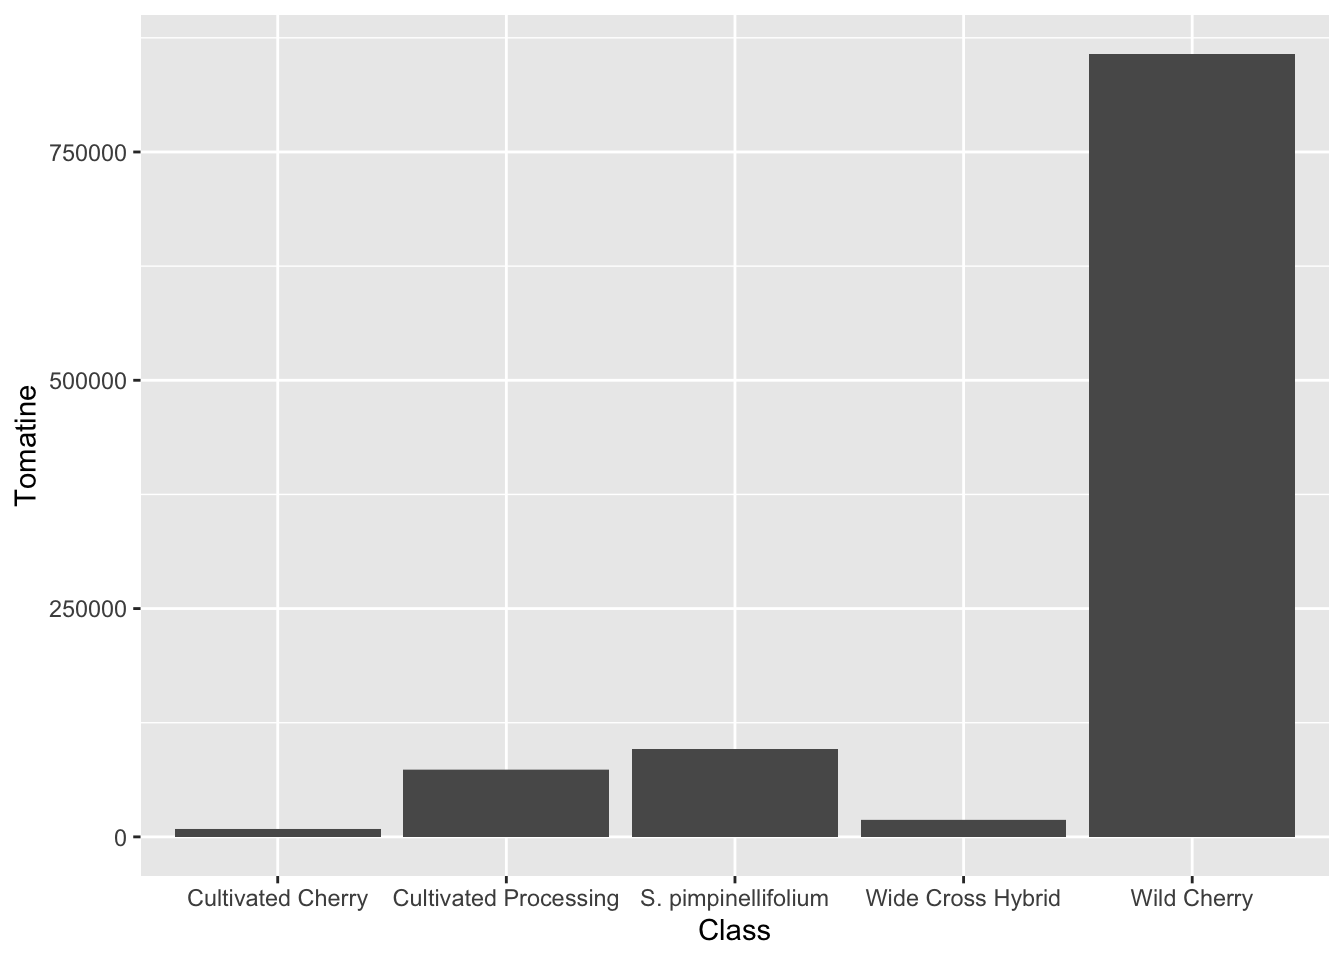 Tomatine
750000
500000
250000
0
Cultivated Cherry Cultivated Processing S. pimpinellifolium Wide Cross Hybrid Wild Cherry
Class